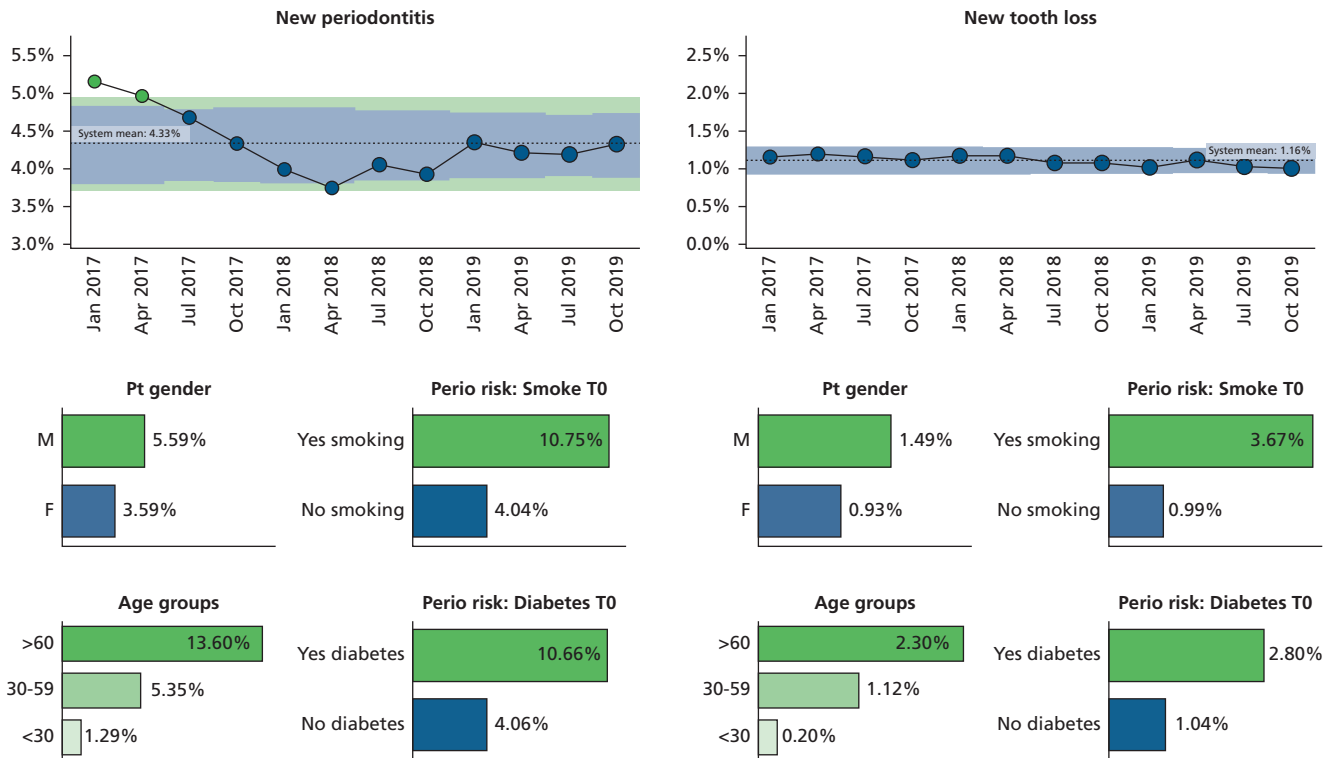 New periodontitis
5.5%
5.0%
4.5%
4.0%
3.5%
3.0%
System mean: 4.33%
Jan 2017
Apr 2017
Jul 2017
Oct 2017
Jan 2018
Apr 2018
Jul 2018
Oct 2018
Jan 2019
Apr 2019
Jul 2019
Oct 2019
New tooth loss
2.5%
2.0%
1.5%
1.0%
0.5%
0.0%
System mean: 1.16%
Jan 2017
Apr 2017
Jul 2017
Oct 2017
Jan 2018
Apr 2018
Jul 2018
Oct 2018
Jan 2019
Apr 2019
Jul 2019
Oct 2019
Pt gender
M 5.59%
F 3.59%
Perio risk: Smoke T0
Yes smoking 10.75%
No smoking 4.04%
Pt gender
M 1.49%
F 0.93%
Perio risk: Smoke T0
Yes smoking 3.67%
No smoking 0.99%
Age groups
>60 13.60%
30-59 5.35%
<30 1.29%
Perio risk: Diabetes T0
Yes diabetes 10.66%
No diabetes 4.06%
Age groups
>60 2.30%
30-59 1.12%
<30 0.20%
Perio risk: Diabetes T0
Yes diabetes 2.80%
No diabetes 1.04%